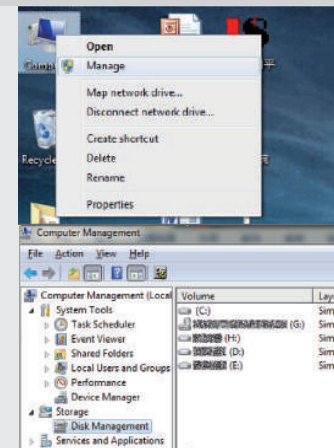 Open
Manage
Map network drive...
Disconnect network drive...
Create shortcut
Delete
Rename
Properties
Computer Management
File Action View Help
Computer Management (Local
System Tools
Task Scheduler
Event Viewer
Shared Folders
Local Users and Groups
Performance
Device Manager
Storage
Disk Management
Services and Applications
Volume
(C:)
(G:)
(H:)
(D:)
(E:)
Lay
Sim
Sim
Sim
Sim
Sim